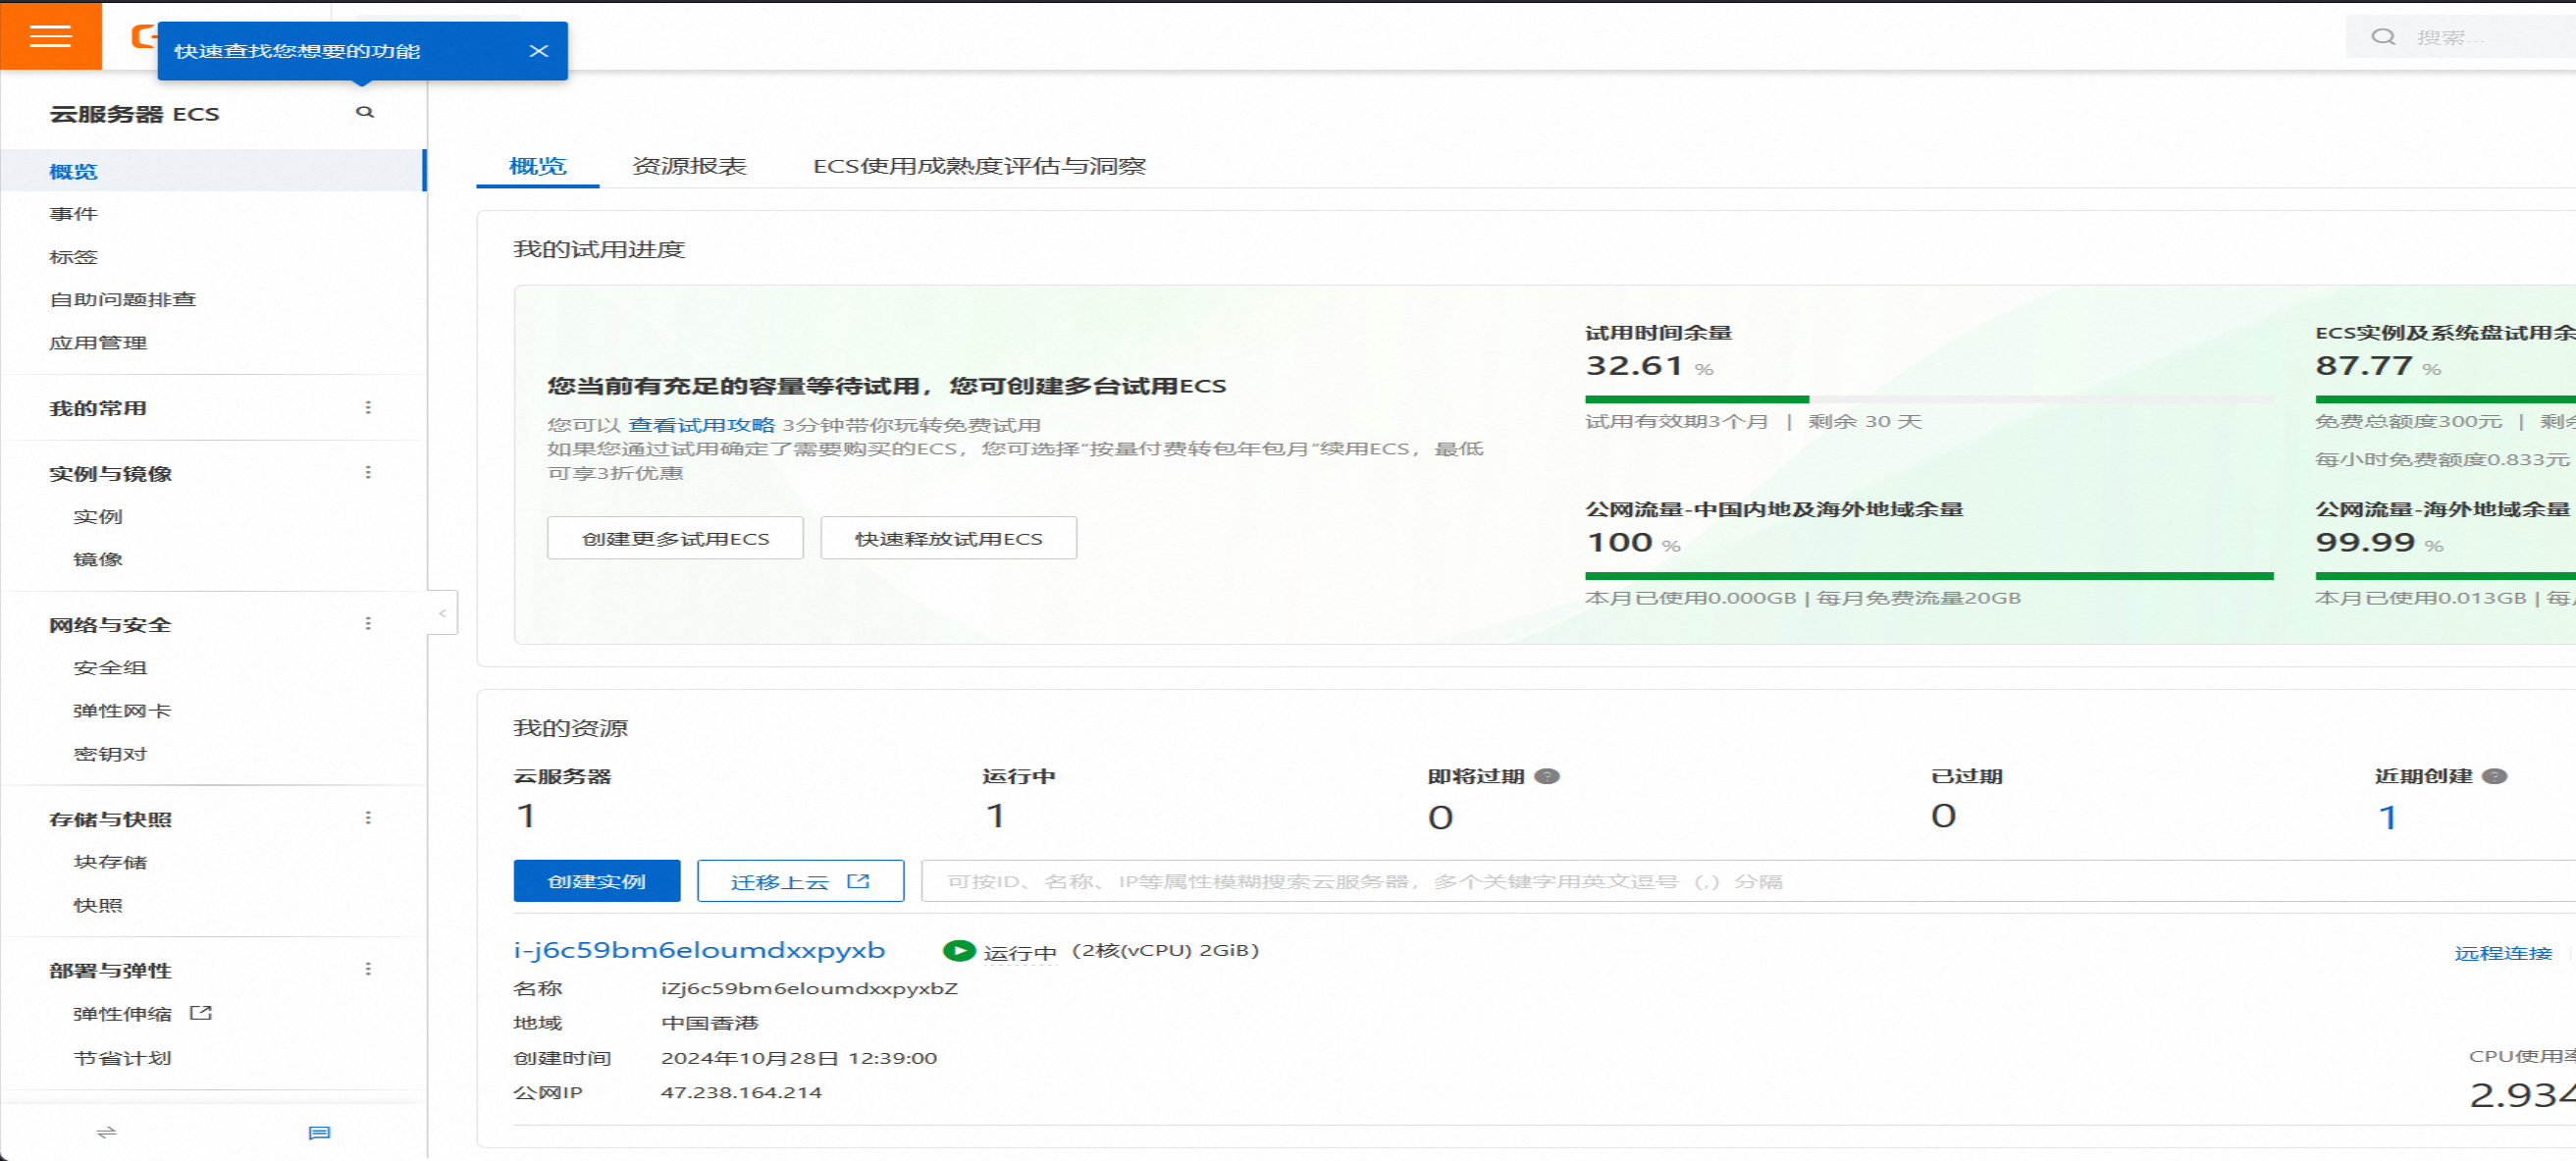 快速查找您想要的功能
搜索...
云服务器 ECS
概览
事件
标签
自助问题排查
应用管理
我的常用
实例与镜像
实例
镜像
网络与安全
安全组
弹性网卡
密钥对
存储与快照
块存储
快照
部署与弹性
弹性伸缩
节省计划
概览 资源报表 ECS使用成熟度评估与洞察
我的试用进度
您当前有充足的容量等待试用，您可创建多台试用ECS
您可以 查看试用攻略 3分钟带你玩转免费试用
如果您通过试用确定了需要购买的ECS，您可选择“按量付费转包年包月”续用ECS，最低
可享3折优惠
创建更多试用ECS 快速释放试用ECS
试用时间余量
32.61 %
试用有效期3个月 | 剩余 30 天
ECS实例及系统盘试用余
87.77 %
免费总额度300元 | 剩余
每小时免费额度0.833元
公网流量-中国内地及海外地域余量
100 %
本月已使用0.000GB | 每月免费流量20GB
公网流量-海外地域余量
99.99 %
本月已使用0.013GB | 每月
我的资源
云服务器 运行中 即将过期 已过期 近期创建
1 1 0 0 1
创建实例 迁移上云 可按ID、名称、IP等属性模糊搜索云服务器，多个关键字用英文逗号（,）分隔
i-j6c59bm6eloumdxxpyxb 运行中 (2核(vCPU) 2GiB) 远程连接
名称 iZj6c59bm6eloumdxxpyxbZ
地域 中国香港
创建时间 2024年10月28日 12:39:00
公网IP 47.238.164.214
CPU使用率
2.934